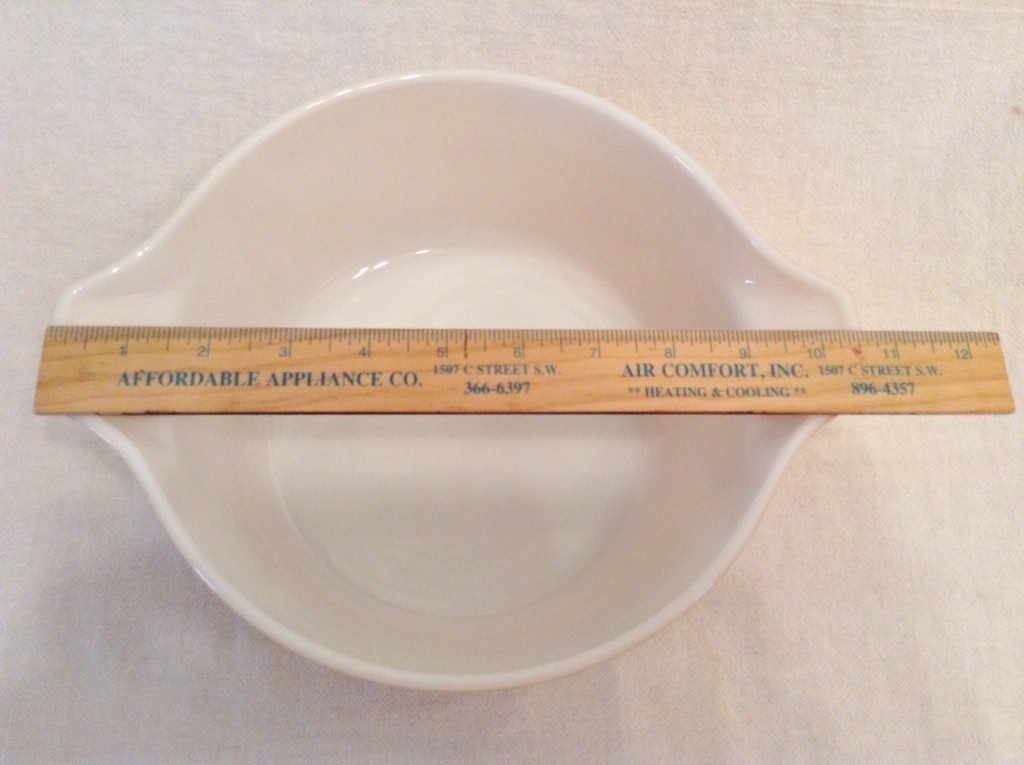 1 2 3 4 5 6 7 8 9 10 11 12
AFFORDABLE APPLIANCE CO. 1507 C STREET S.W. AIR COMFORT, INC. 1507 C STREET S.W.
366-6397 ** HEATING & COOLING ** 896-4357